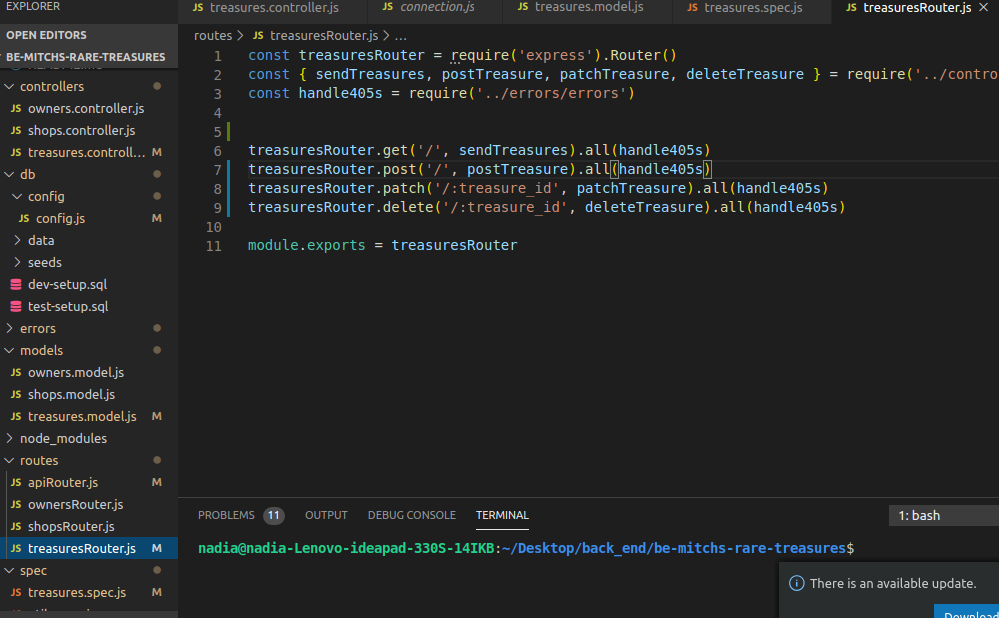 EXPLORER
OPEN EDITORS
BE-MITCHS-RARE-TREASURES
controllers
JS owners.controller.js
JS shops.controller.js
JS treasures.controll... M
db
config
JS config.js M
data
seeds
dev-setup.sql
test-setup.sql
errors
models
JS owners.model.js
JS shops.model.js
JS treasures.model.js M
node_modules
routes
JS apiRouter.js M
JS ownersRouter.js
JS shopsRouter.js
JS treasuresRouter.js M
spec
JS treasures.spec.js M
JS treasures.controller.js
JS connection.js
JS treasures.model.js
JS treasures.spec.js
JS treasuresRouter.js
routes > JS treasuresRouter.js > ...
1 const treasuresRouter = require('express').Router()
2 const { sendTreasures, postTreasure, patchTreasure, deleteTreasure } = require('../contro
3 const handle405s = require('../errors/errors')
4
5
6 treasuresRouter.get('/', sendTreasures).all(handle405s)
7 treasuresRouter.post('/', postTreasure).all(handle405s)
8 treasuresRouter.patch('/:treasure_id', patchTreasure).all(handle405s)
9 treasuresRouter.delete('/:treasure_id', deleteTreasure).all(handle405s)
10
11 module.exports = treasuresRouter
PROBLEMS 11 OUTPUT DEBUG CONSOLE TERMINAL 1: bash
nadia@nadia-Lenovo-ideapad-330S-14IKB:~/Desktop/back_end/be-mitchs-rare-treasures$
There is an available update.
Download